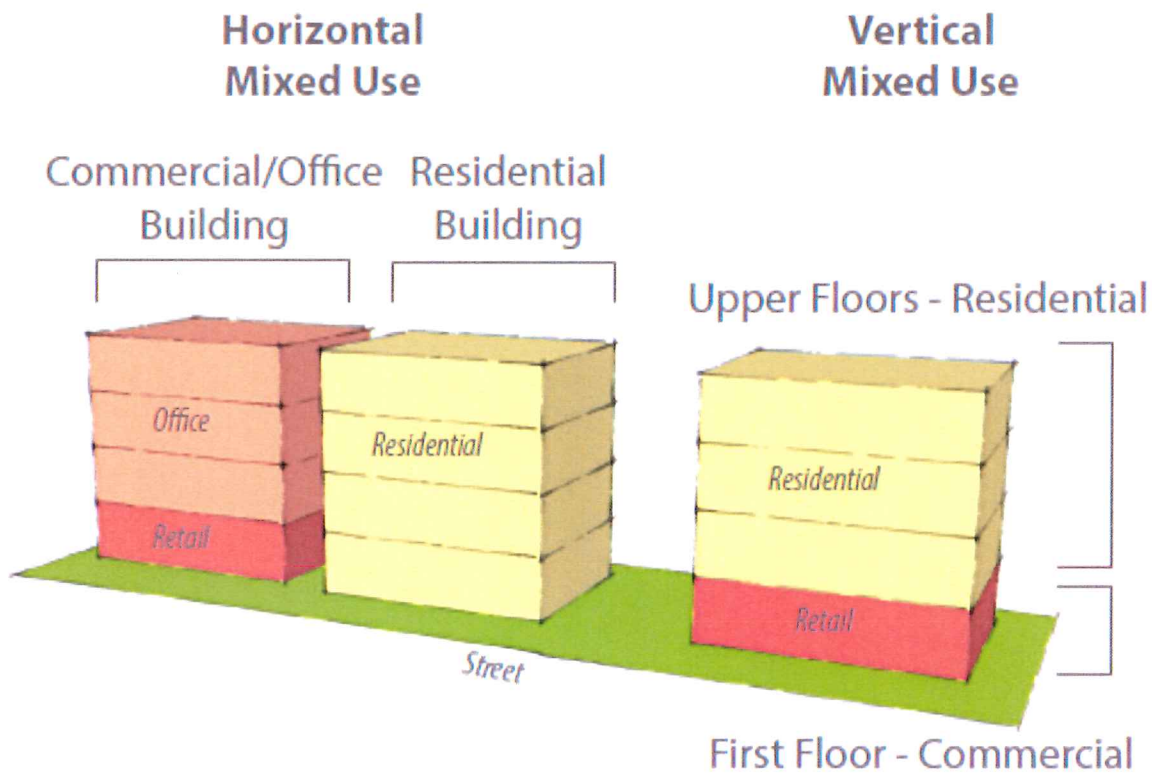 Horizontal
Mixed Use
Vertical
Mixed Use
Commercial/Office
Building
Residential
Building
Upper Floors - Residential
Office
Retail
Residential
Residential
Retail
Street
First Floor - Commercial